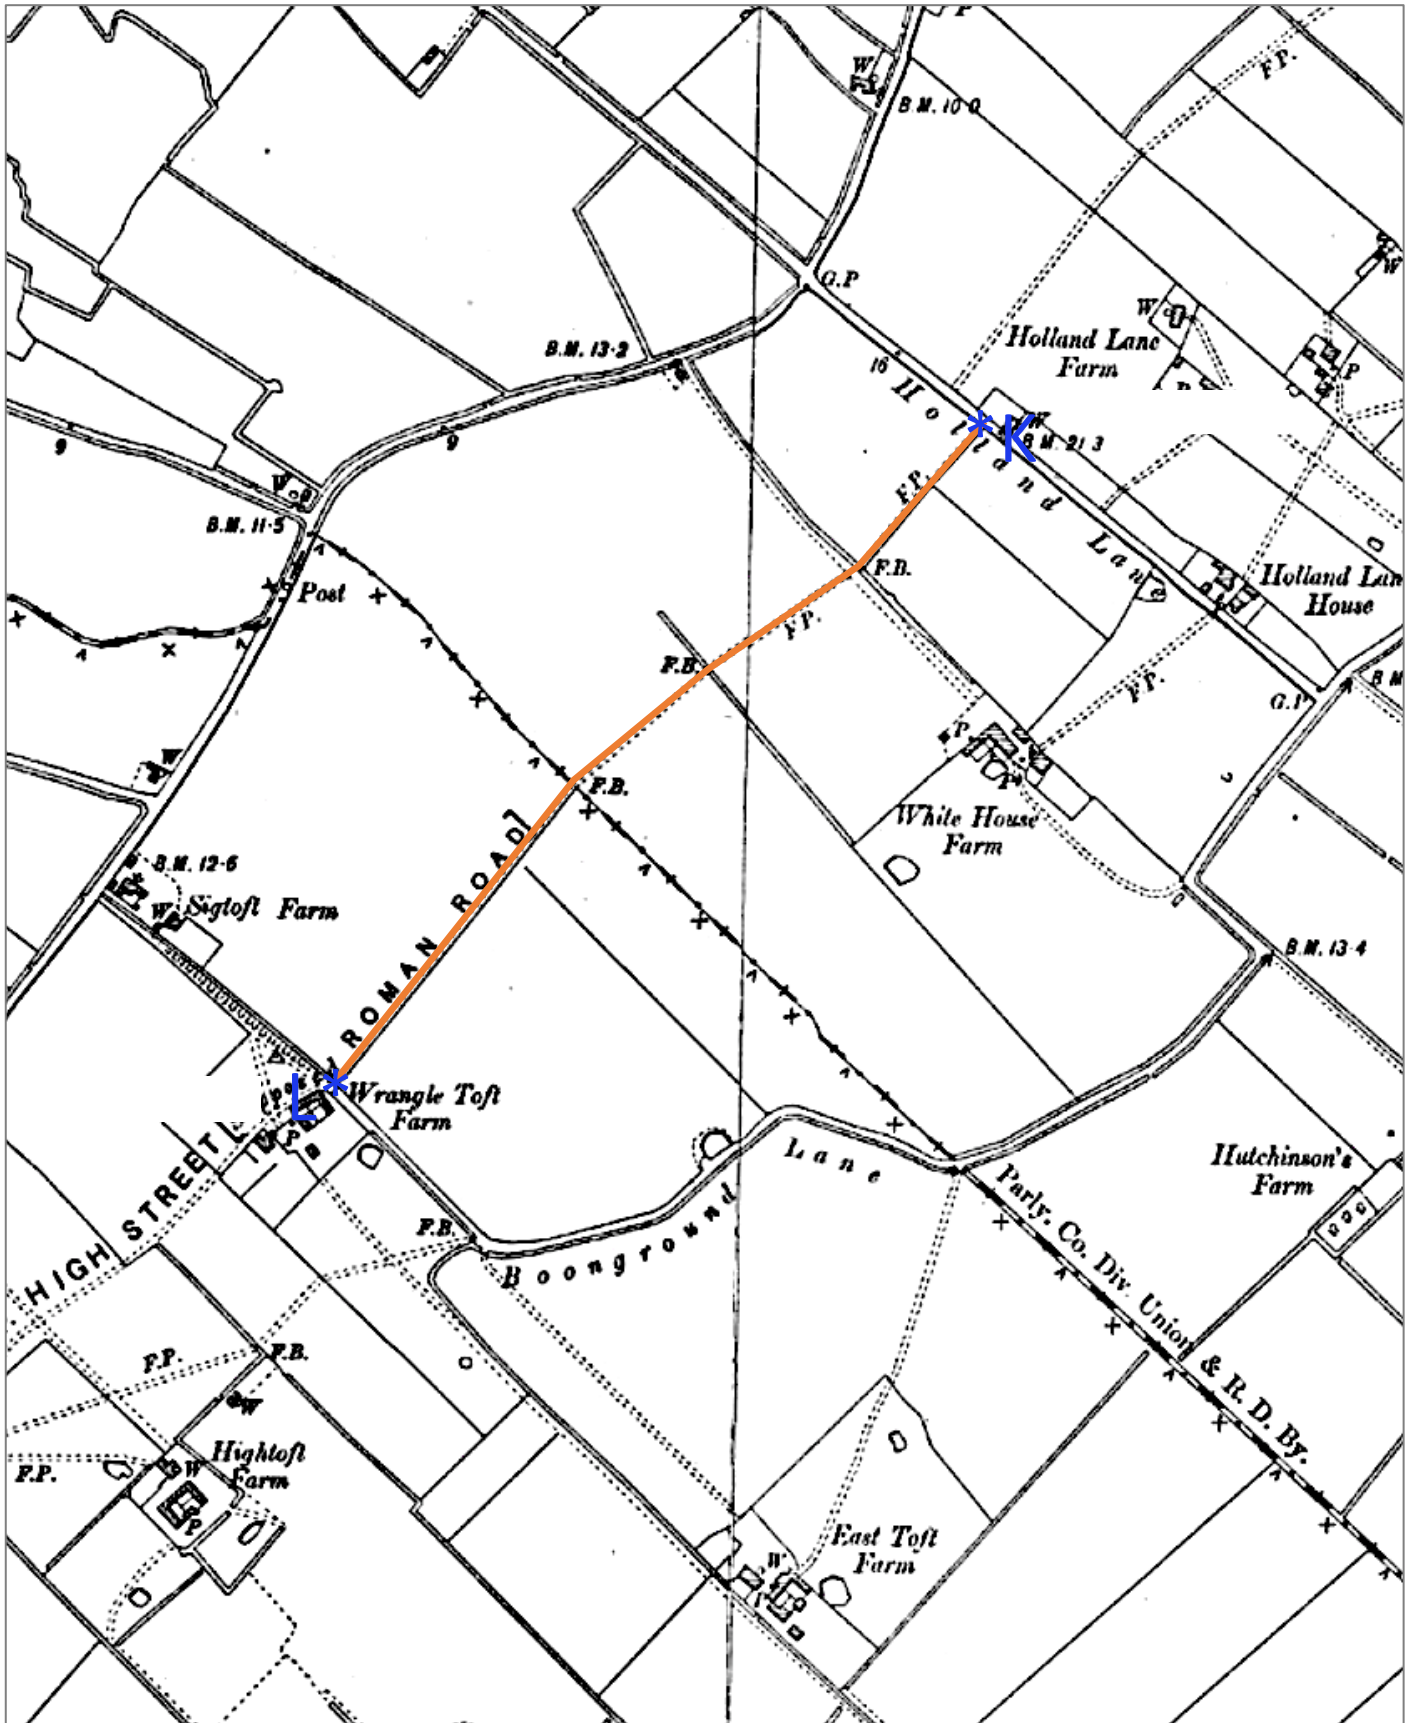 P
W
B.M. 10·0
F.P.
W
G.P
W
Holland Lane
Farm
B.M. 13·2
16
P
Holland Lane
W
K
B.M. 21·3
9
9
F.P.
W
B.M. 11·5
F.B.
Post
Holland Lan
House
F.P.
F.B.
F.P.
B M
G.P
P
W
F.B.
P
White House
Farm
ROMAN ROAD]
B.M. 12·6
W
Sigtoft Farm
B.M. 13·4
L
Wrangle Toft
Farm
P
Boonground Lane
Hutchinson's
Farm
HIGH STREET
F.B.
Parly. Co. Div. Union & R. D. By.
F.P.
F.B.
W
Hightoft
Farm
F.P.
W
P
East Toft
Farm
W